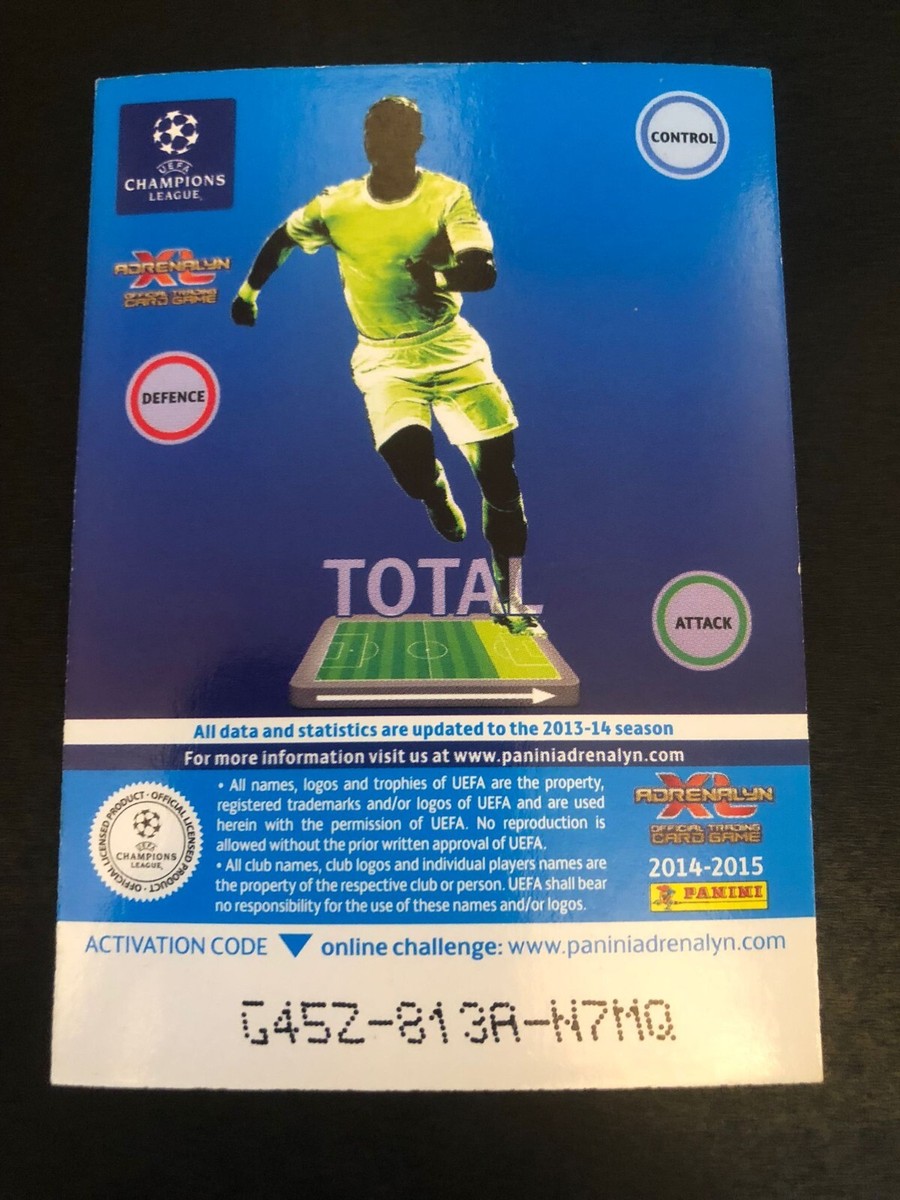 UEFA
CHAMPIONS
LEAGUE
CONTROL
ADRENALYN
XL
OFFICIAL TRADING
CARD GAME
DEFENCE
TOTAL
ATTACK
All data and statistics are updated to the 2013-14 season
For more information visit us at www.paniniadrenalyn.com
• All names, logos and trophies of UEFA are the property,
registered trademarks and/or logos of UEFA and are used
herein with the permission of UEFA. No reproduction is
allowed without the prior written approval of UEFA.
• All club names, club logos and individual players names are
the property of the respective club or person. UEFA shall bear
no responsibility for the use of these names and/or logos.
OFFICIAL LICENSED PRODUCT · OFFICIAL LICENSED PRODUCT ·
UEFA
CHAMPIONS
LEAGUE
ADRENALYN
XL
OFFICIAL TRADING
CARD GAME
2014-2015
PANINI
ACTIVATION CODE online challenge: www.paniniadrenalyn.com
G45Z-813A-N7MQ